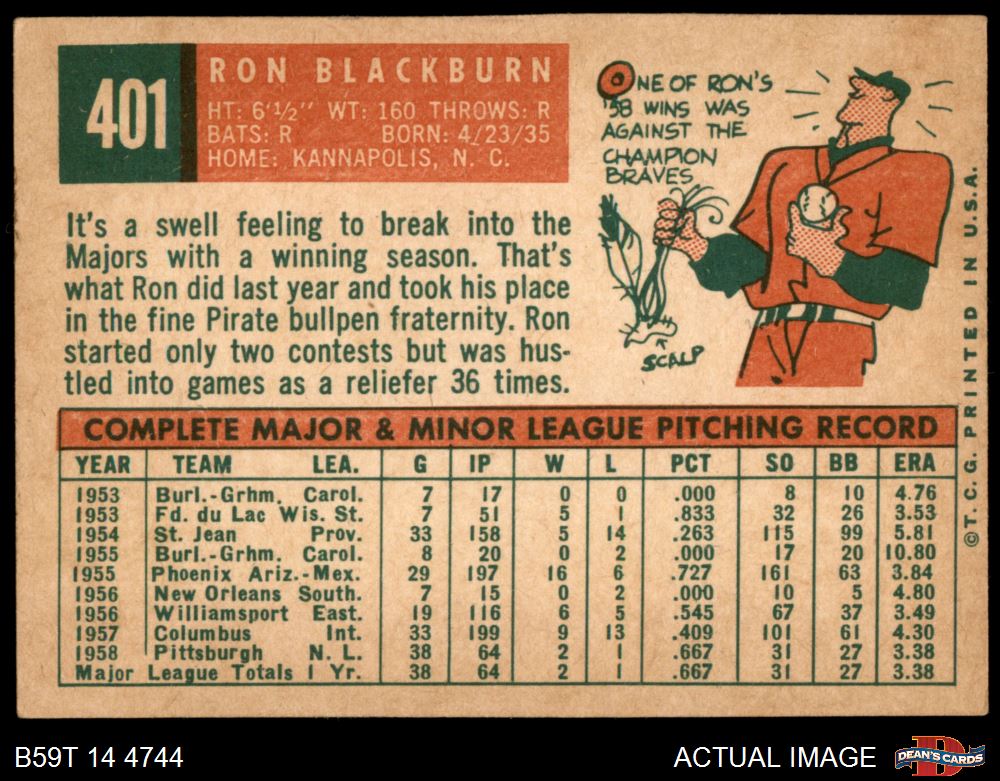 401
RON BLACKBURN
HT: 6'½" WT: 160 THROWS: R
BATS: R BORN: 4/23/35
HOME: KANNAPOLIS, N. C.
ONE OF RON'S
'58 WINS WAS
AGAINST THE
CHAMPION
BRAVES
SCALP
It's a swell feeling to break into the
Majors with a winning season. That's
what Ron did last year and took his place
in the fine Pirate bullpen fraternity. Ron
started only two contests but was hus-
tled into games as a reliefer 36 times.
COMPLETE MAJOR & MINOR LEAGUE PITCHING RECORD
YEAR TEAM LEA. G IP W L PCT SO BB ERA
1953 Burl.-Grhm. Carol. 7 17 0 0 .000 8 10 4.76
1953 Fd. du Lac Wis. St. 7 51 5 1 .833 32 26 3.53
1954 St. Jean Prov. 33 158 5 14 .263 115 99 5.81
1955 Burl.-Grhm. Carol. 8 20 0 2 .000 17 20 10.80
1955 Phoenix Ariz.-Mex. 29 197 16 6 .727 161 63 3.84
1956 New Orleans South. 7 15 0 2 .000 10 5 4.80
1956 Williamsport East. 19 116 6 5 .545 67 37 3.49
1957 Columbus Int. 33 199 9 13 .409 101 61 4.30
1958 Pittsburgh N. L. 38 64 2 1 .667 31 27 3.38
Major League Totals 1 Yr. 38 64 2 1 .667 31 27 3.38
©T. C. G. PRINTED IN U.S.A.
B59T 14 4744
ACTUAL IMAGE
D
DEAN'S CARDS